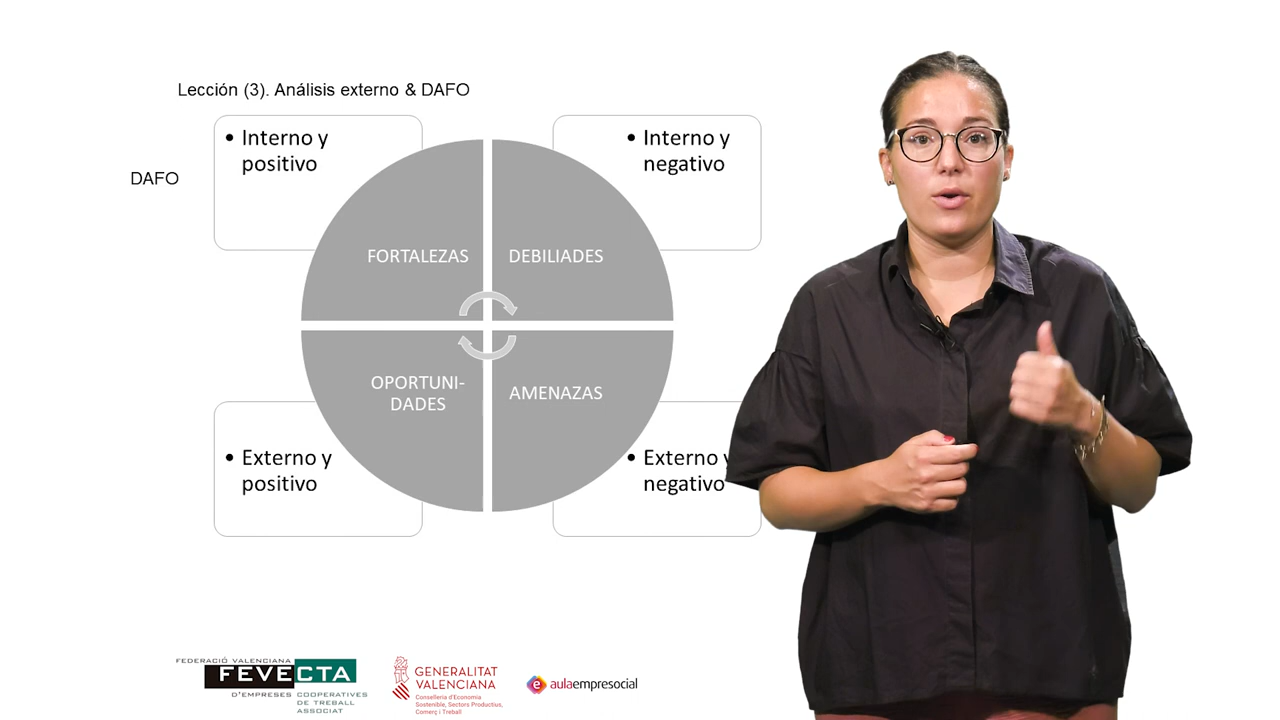 Lección (3). Análisis externo & DAFO
• Interno y
positivo
• Interno y
negativo
DAFO
FORTALEZAS
DEBILIADES
OPORTUNI-
DADES
AMENAZAS
• Externo y
positivo
• Externo y
negativo
FEDERACIÓ VALENCIANA
FEVECTA
D'EMPRESES COOPERATIVES
DE TREBALL
ASSOCIAT
GENERALITAT
VALENCIANA
Conselleria d'Economia
Sostenible, Sectors Productius,
Comerç i Treball
aulaempresocial